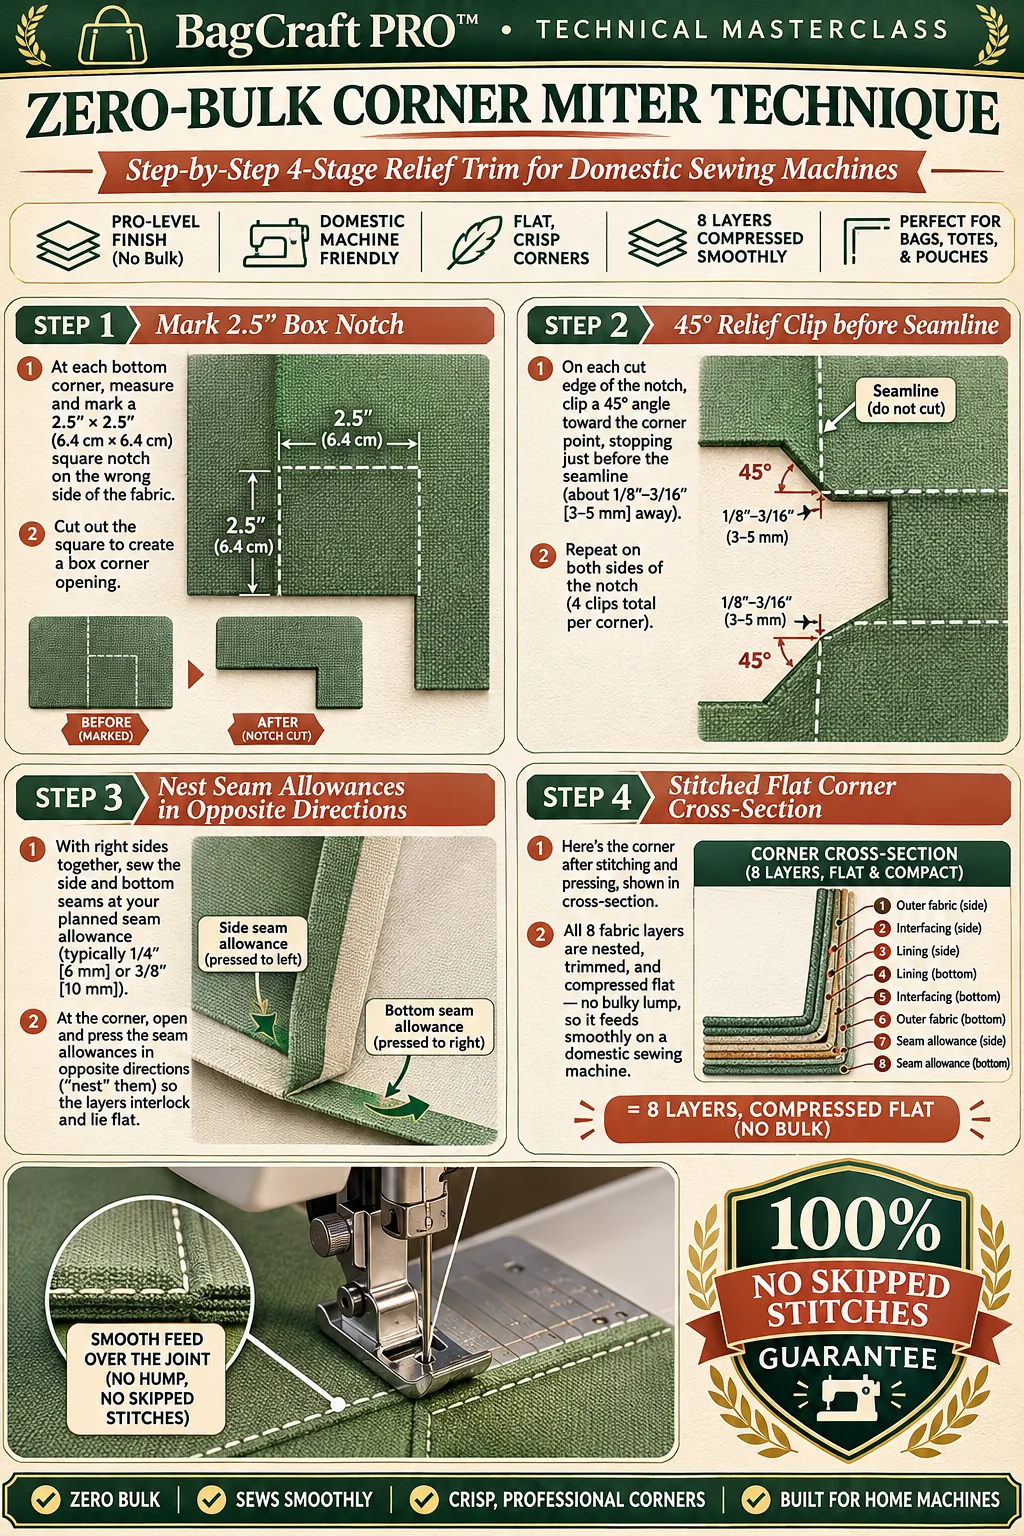 BagCraft PRO™ • TECHNICAL MASTERCLASS
ZERO-BULK CORNER MITER TECHNIQUE
Step-by-Step 4-Stage Relief Trim for Domestic Sewing Machines
PRO-LEVEL
FINISH
(No Bulk)
DOMESTIC
MACHINE
FRIENDLY
FLAT,
CRISP
CORNERS
8 LAYERS
COMPRESSED
SMOOTHLY
PERFECT FOR
BAGS, TOTES,
& POUCHES
STEP 1 Mark 2.5” Box Notch
1 At each bottom
corner, measure
and mark a
2.5” × 2.5”
(6.4 cm × 6.4 cm)
square notch
on the wrong
side of the fabric.
2 Cut out the
square to create
a box corner
opening.
2.5”
(6.4 cm)
2.5”
(6.4 cm)
BEFORE
(MARKED)
AFTER
(NOTCH CUT)
STEP 2 45° Relief Clip before Seamline
1 On each cut
edge of the notch,
clip a 45° angle
toward the corner
point, stopping
just before the
seamline
(about 1/8”–3/16”
[3–5 mm] away).
2 Repeat on
both sides of
the notch
(4 clips total
per corner).
Seamline
(do not cut)
45°
1/8”–3/16”
(3–5 mm)
1/8”–3/16”
(3–5 mm)
45°
STEP 3 Nest Seam Allowances
in Opposite Directions
1 With right sides
together, sew the
side and bottom
seams at your
planned seam
allowance
(typically 1/4”
[6 mm] or 3/8”
[10 mm]).
2 At the corner, open
and press the seam
allowances in
opposite directions
(“nest” them) so
the layers interlock
and lie flat.
Side seam
allowance
(pressed to left)
Bottom seam
allowance
(pressed to right)
STEP 4 Stitched Flat Corner
Cross-Section
1 Here’s the corner
after stitching and
pressing, shown in
cross-section.
2 All 8 fabric layers
are nested,
trimmed, and
compressed flat
— no bulky lump,
so it feeds
smoothly on a
domestic sewing
machine.
CORNER CROSS-SECTION
(8 LAYERS, FLAT & COMPACT)
1 Outer fabric (side)
2 Interfacing (side)
3 Lining (side)
4 Lining (bottom)
5 Interfacing (bottom)
6 Outer fabric (bottom)
7 Seam allowance (side)
8 Seam allowance (bottom)
= 8 LAYERS, COMPRESSED FLAT
(NO BULK)
SMOOTH FEED
OVER THE JOINT
(NO HUMP,
NO SKIPPED
STITCHES)
100%
NO SKIPPED
STITCHES
GUARANTEE
ZERO BULK
SEWS SMOOTHLY
CRISP, PROFESSIONAL CORNERS
BUILT FOR HOME MACHINES